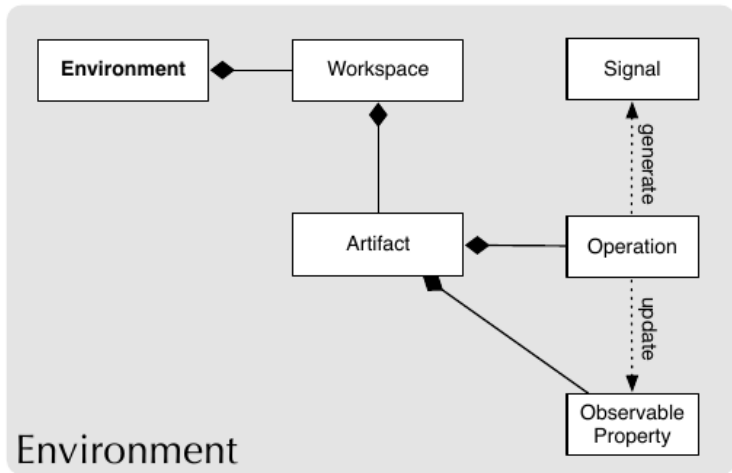 Environment
Workspace
Signal
generate
Artifact
Operation
update
Observable
Property
Environment